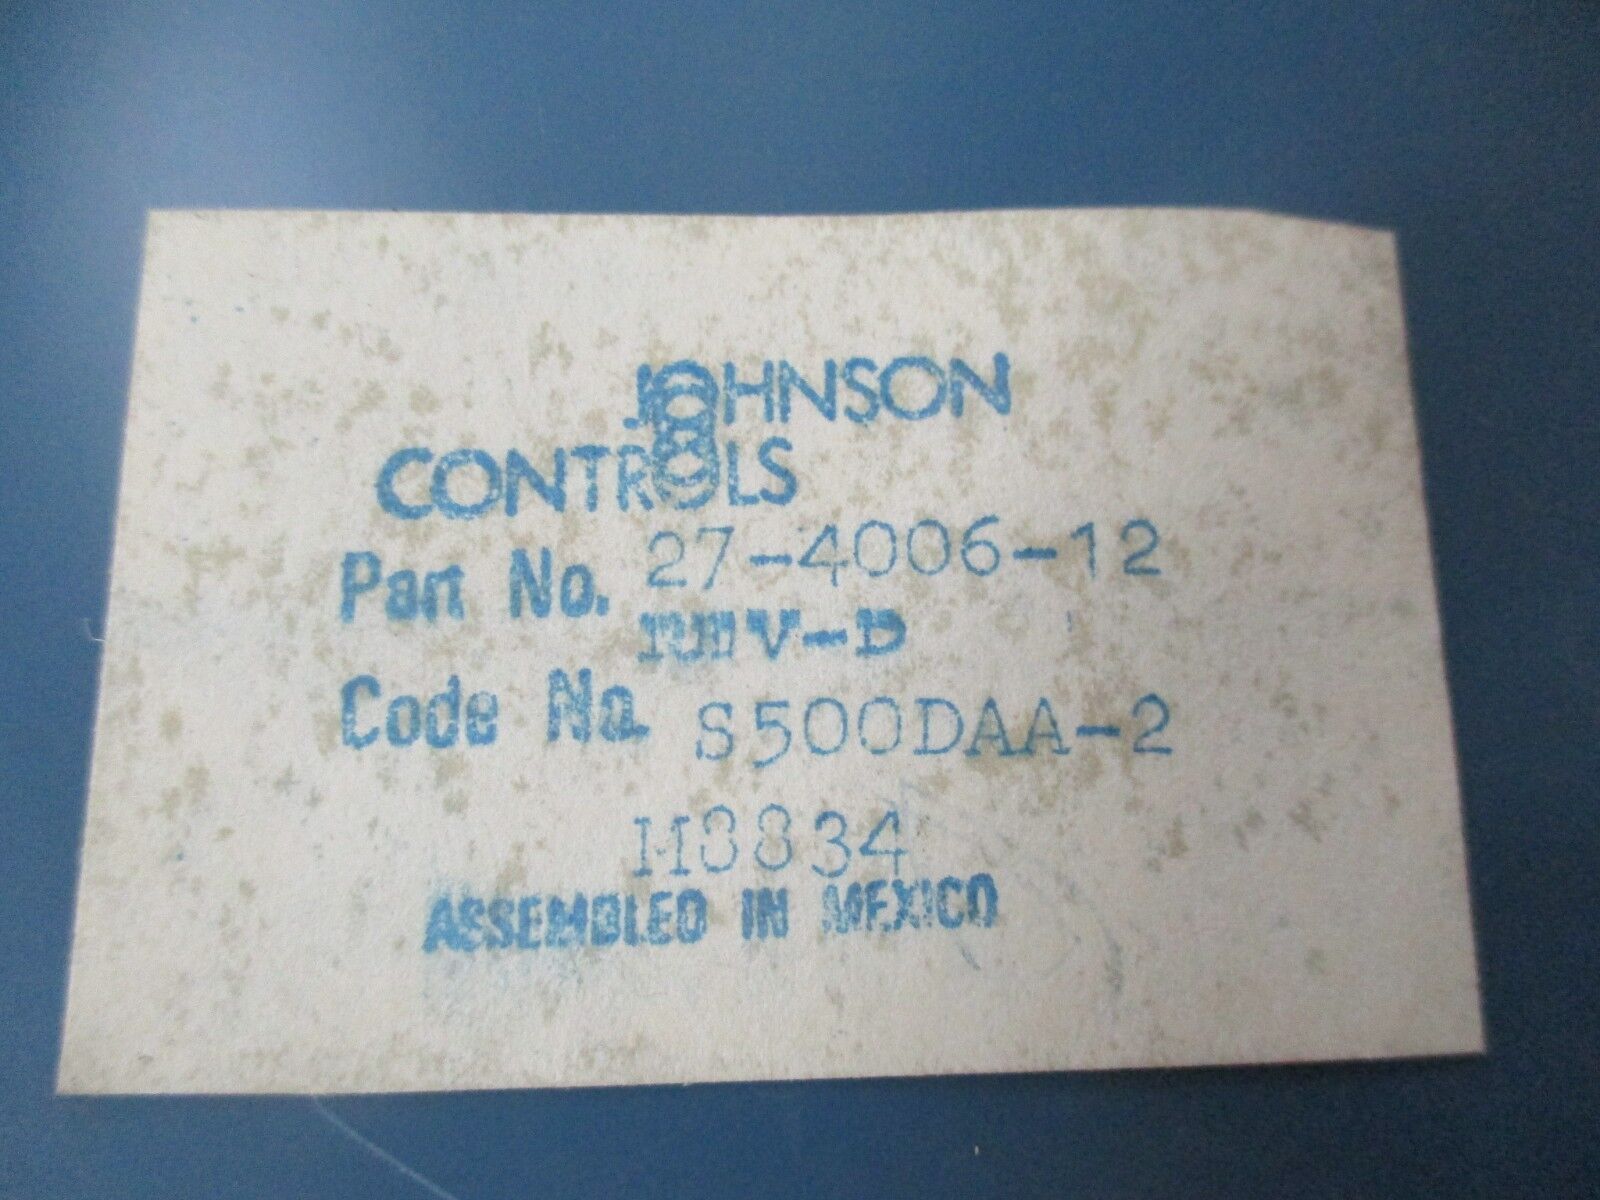 JOHNSON
CONTROLS
Part No. 27-4006-12
REV-D
Code No. S500DAA-2
M8834
ASSEMBLED IN MEXICO